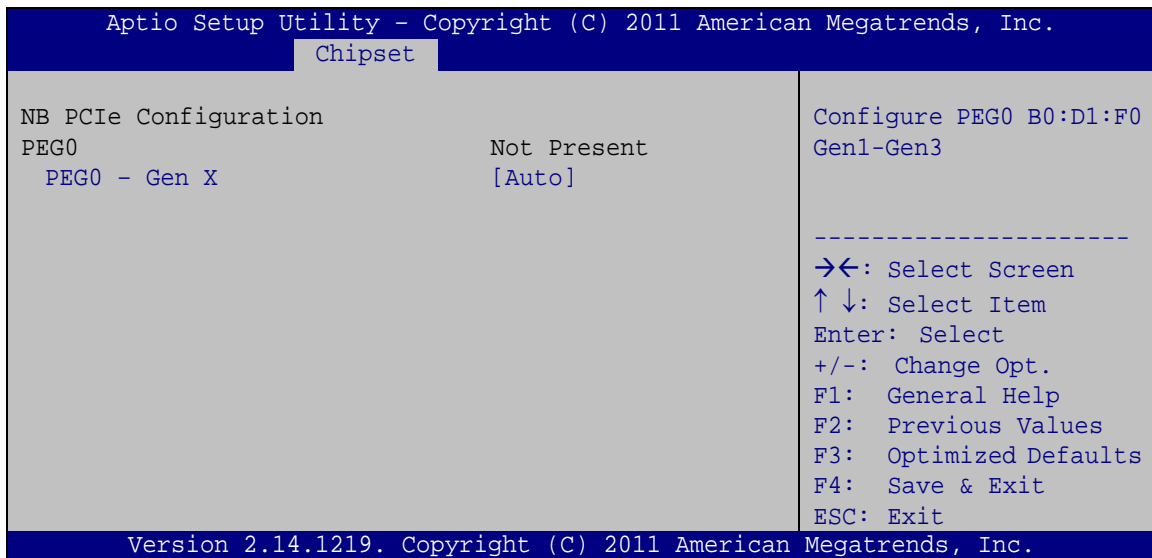 Aptio Setup Utility – Copyright (C) 2011 American Megatrends, Inc.
Chipset
NB PCIe Configuration
PEG0 Not Present
PEG0 – Gen X [Auto]
Configure PEG0 B0:D1:F0
Gen1-Gen3
----------------------
→←: Select Screen
↑ ↓: Select Item
Enter: Select
+/-: Change Opt.
F1: General Help
F2: Previous Values
F3: Optimized Defaults
F4: Save & Exit
ESC: Exit
Version 2.14.1219. Copyright (C) 2011 American Megatrends, Inc.